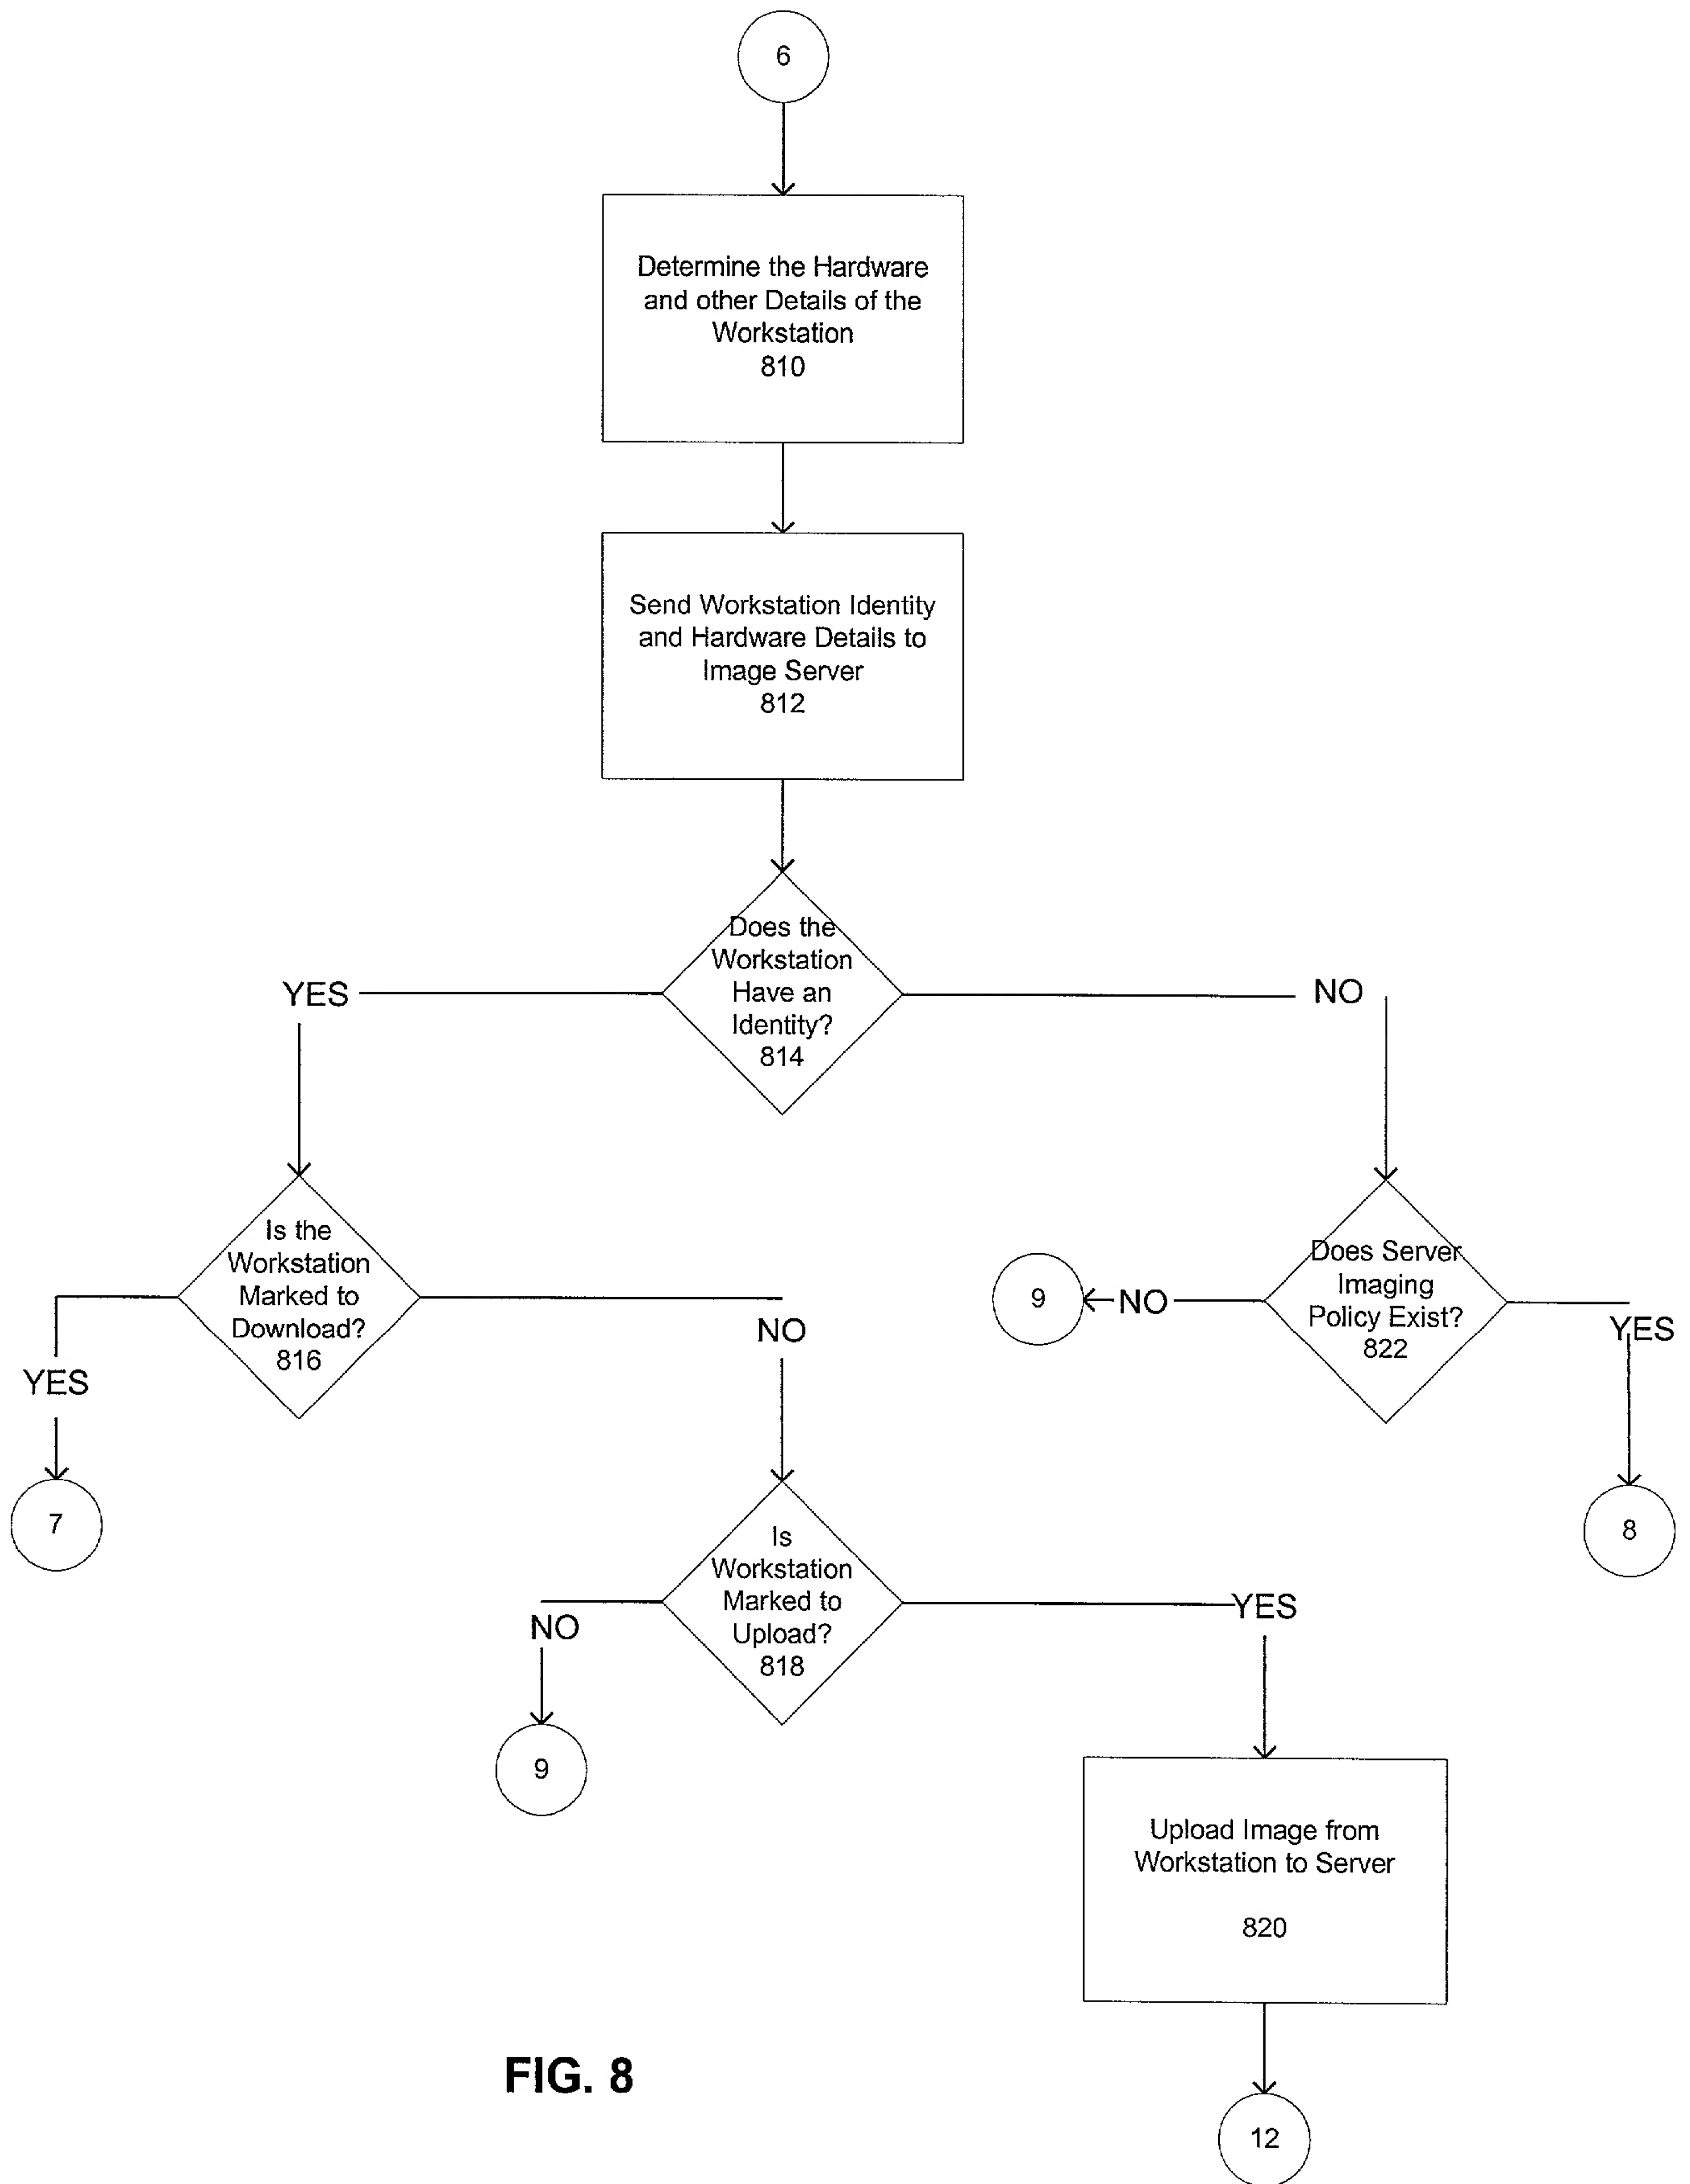 6
Determine the Hardware
and other Details of the
Workstation
810
Send Workstation Identity
and Hardware Details to
Image Server
812
Does the
Workstation
Have an
Identity?
814
YES
NO
Is the
Workstation
Marked to
Download?
816
YES
NO
7
Does Server
Imaging
Policy Exist?
822
NO
9
YES
8
Is
Workstation
Marked to
Upload?
818
NO
9
YES
Upload Image from
Workstation to Server
820
12
FIG. 8